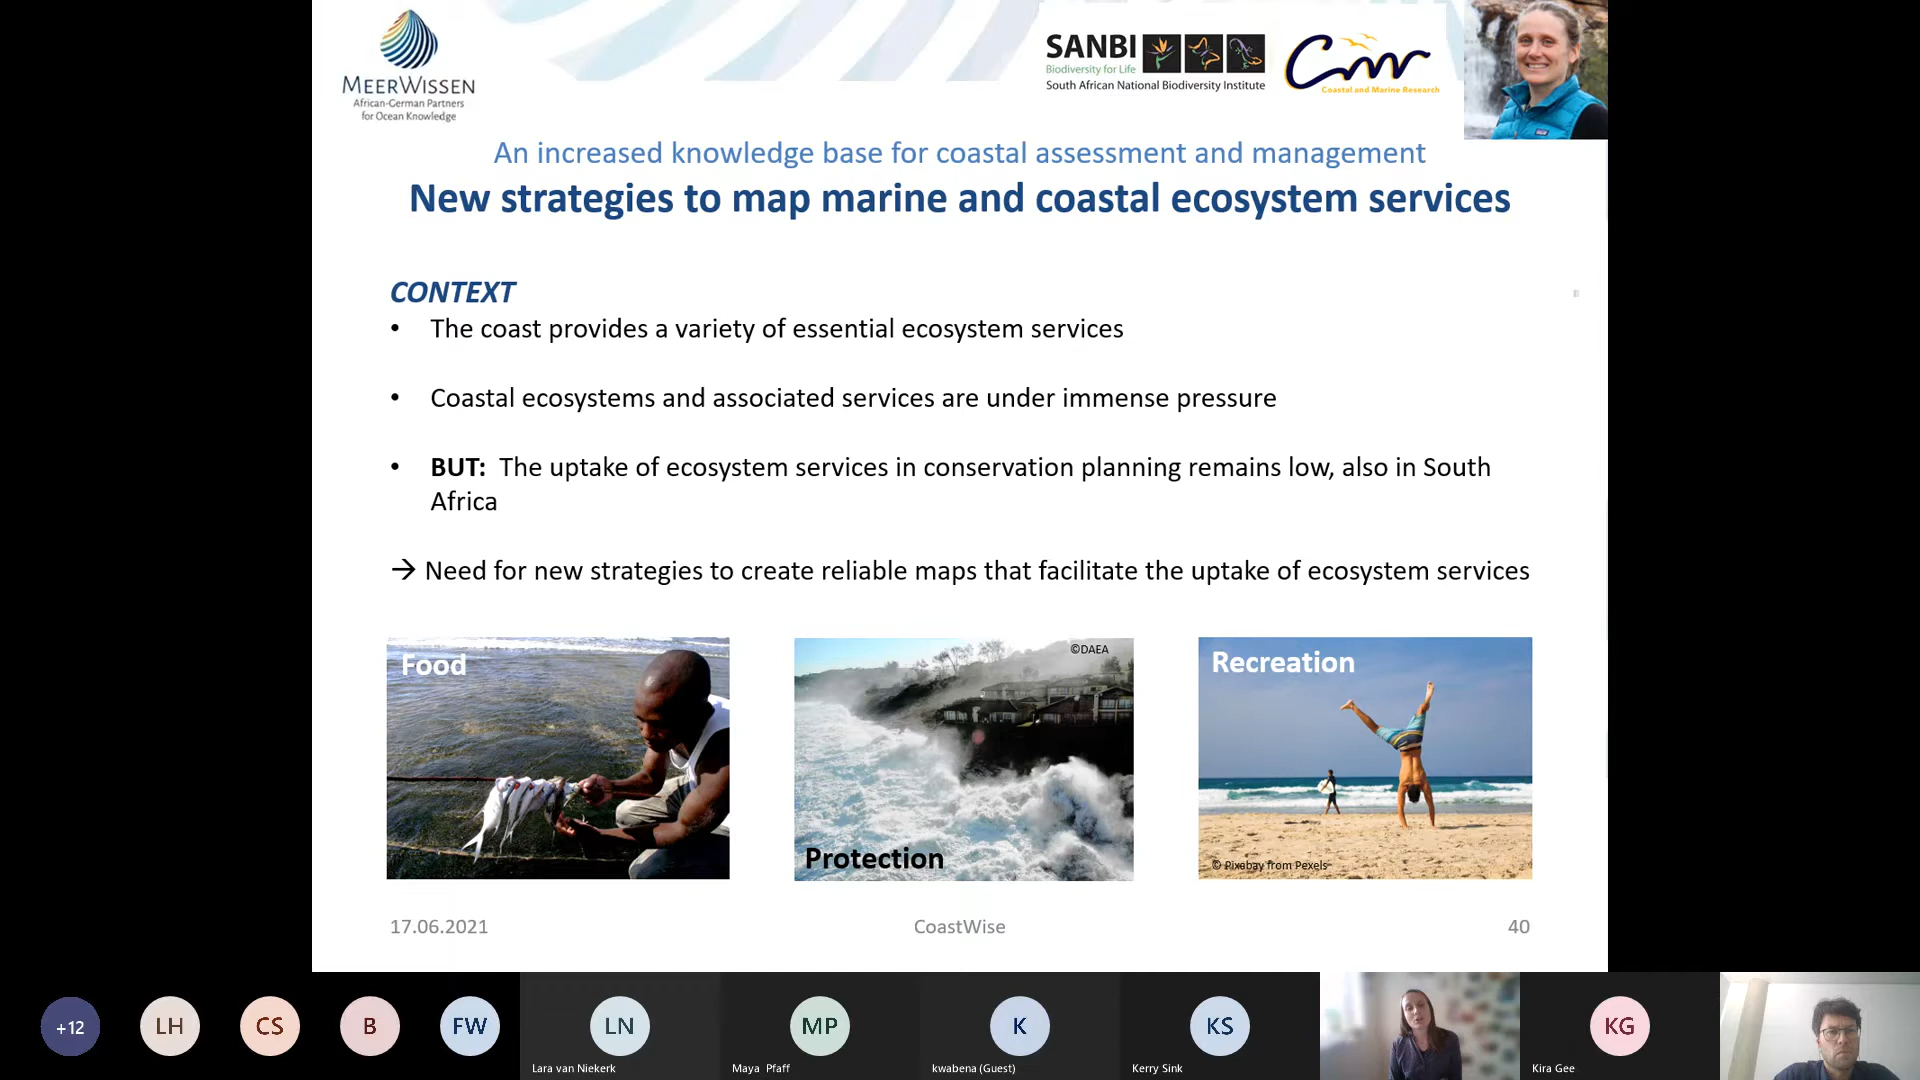 MEERWISSEN
African-German Partners
for Ocean Knowledge
SANBI
Biodiversity for Life
South African National Biodiversity Institute
Cmr
Coastal and Marine Research
An increased knowledge base for coastal assessment and management
New strategies to map marine and coastal ecosystem services
CONTEXT
• The coast provides a variety of essential ecosystem services
• Coastal ecosystems and associated services are under immense pressure
• BUT: The uptake of ecosystem services in conservation planning remains low, also in South
Africa
→ Need for new strategies to create reliable maps that facilitate the uptake of ecosystem services
Food
©DAEA
Protection
Recreation
© Pixabay from Pexels
17.06.2021
CoastWise
40
+12
LH
CS
B
FW
LN
Lara van Niekerk
MP
Maya Pfaff
K
kwabena (Guest)
KS
Kerry Sink
KG
Kira Gee